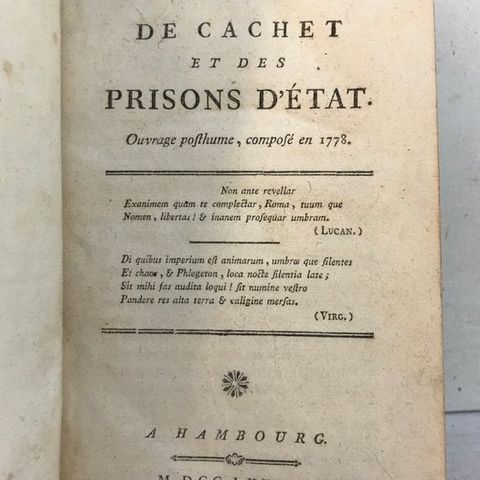 DE CACHET
ET DES
PRISONS D'ÉTAT.
Ouvrage poſthume, compoſé en 1778.
Non ante revellar
Exanimem quàm te complectar, Roma, tuum que
Nomen, libertas! & inanem proſequar umbram.
(LUCAN.)
Di quibus imperium eſt animarum, umbræ que ſilentes
Et chaos, & Phlegeton, loca nocte ſilentia late;
Sit mihi fas audita loqui! ſit numine veſtro
Pandere res alta terra & caligine merſas.
(VIRG.)
A HAMBOURG.